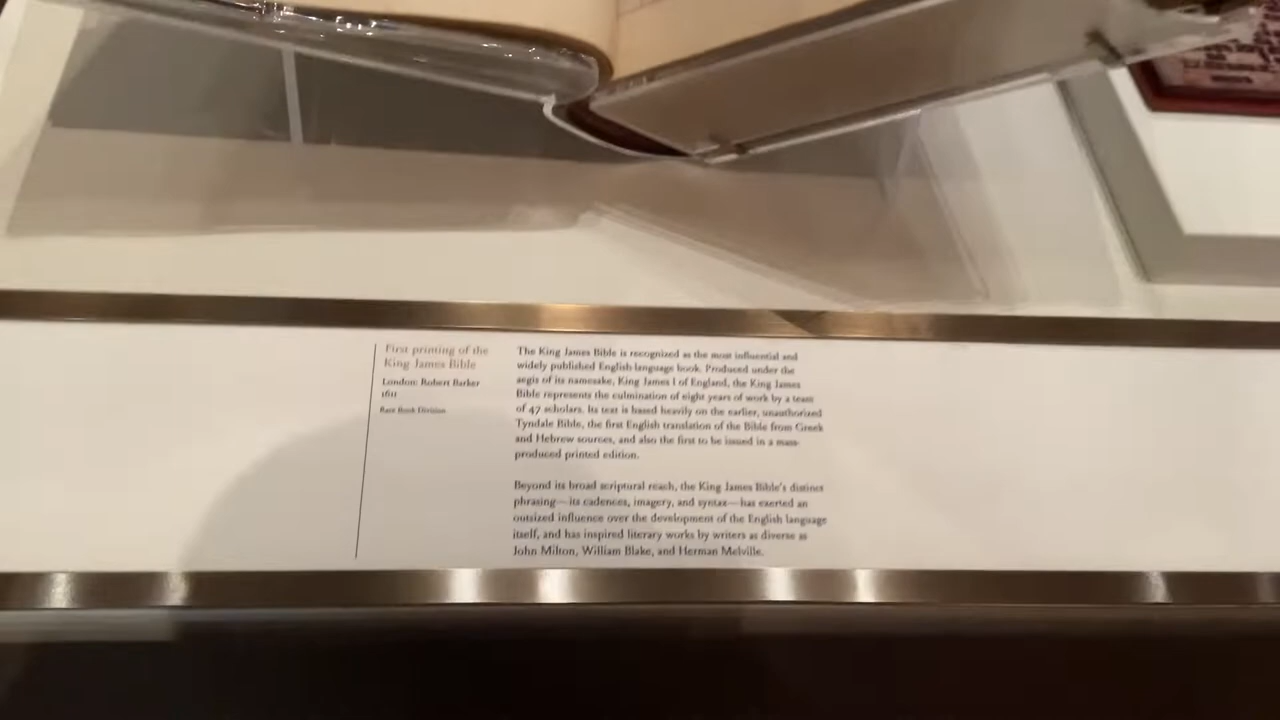 First printing of the
King James Bible
London: Robert Barker
1611
Rare Book Division
The King James Bible is recognized as the most influential and
widely published English language book. Produced under the
aegis of its namesake, King James I of England, the King James
Bible represents the culmination of eight years of work by a team
of 47 scholars. Its text is based heavily on the earlier, unauthorized
Tyndale Bible, the first English translation of the Bible from Greek
and Hebrew sources, and also the first to be issued in a mass-
produced printed edition.
Beyond its broad scriptural reach, the King James Bible's distinct
phrasing—its cadences, imagery, and syntax—has exerted an
outsized influence over the development of the English language
itself, and has inspired literary works by writers as diverse as
John Milton, William Blake, and Herman Melville.